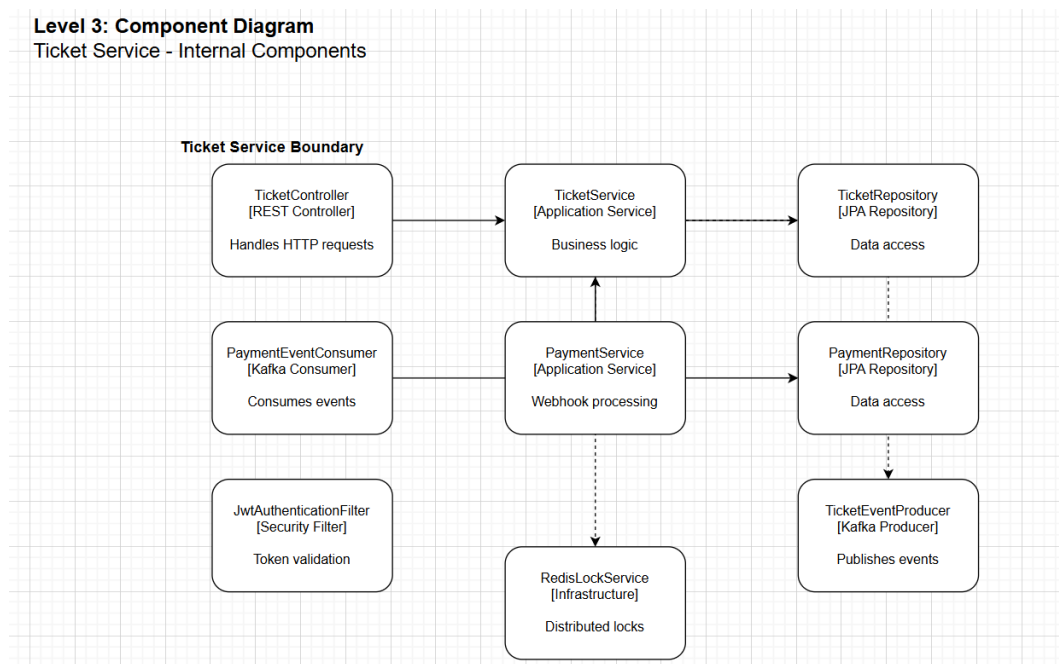 Level 3: Component Diagram
Ticket Service - Internal Components
Ticket Service Boundary
TicketController
[REST Controller]
Handles HTTP requests
TicketService
[Application Service]
Business logic
TicketRepository
[JPA Repository]
Data access
PaymentEventConsumer
[Kafka Consumer]
Consumes events
PaymentService
[Application Service]
Webhook processing
PaymentRepository
[JPA Repository]
Data access
JwtAuthenticationFilter
[Security Filter]
Token validation
RedisLockService
[Infrastructure]
Distributed locks
TicketEventProducer
[Kafka Producer]
Publishes events